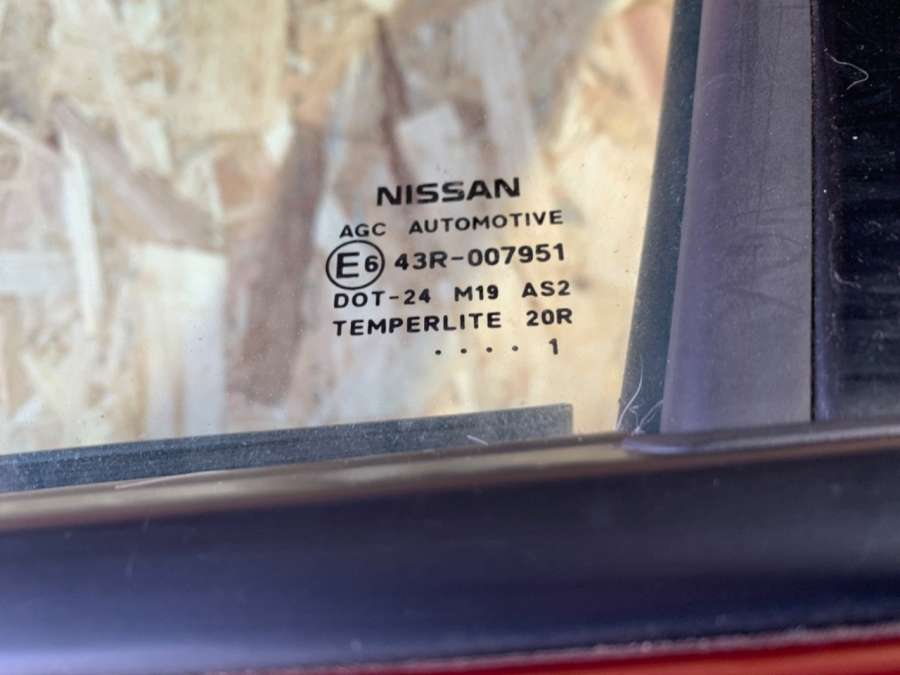 NISSAN
AGC AUTOMOTIVE
E6 43R-007951
DOT-24 M19 AS2
TEMPERLITE 20R
. . . . 1